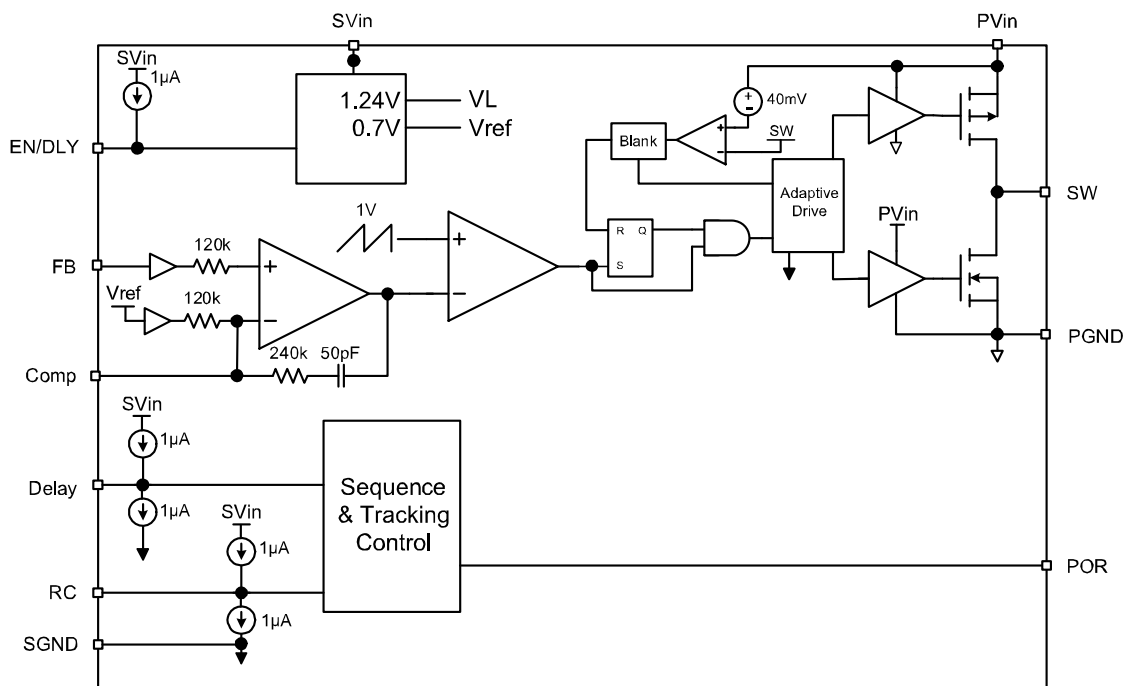 SVin
PVin
SVin
1µA
1.24V
VL
0.7V
Vref
EN/DLY
+
-
40mV
SW
+
-
Blank
Adaptive
Drive
SW
1V
R
Q
S
PVin
FB
120k
+
+
Vref
120k
-
-
240k
50pF
PGND
Comp
SVin
1µA
Delay
1µA
SVin
1µA
Sequence
& Tracking
Control
POR
RC
1µA
SGND